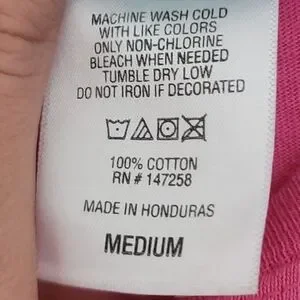 MACHINE WASH COLD
WITH LIKE COLORS
ONLY NON-CHLORINE
BLEACH WHEN NEEDED
TUMBLE DRY LOW
DO NOT IRON IF DECORATED
100% COTTON
RN # 147258
MADE IN HONDURAS
MEDIUM